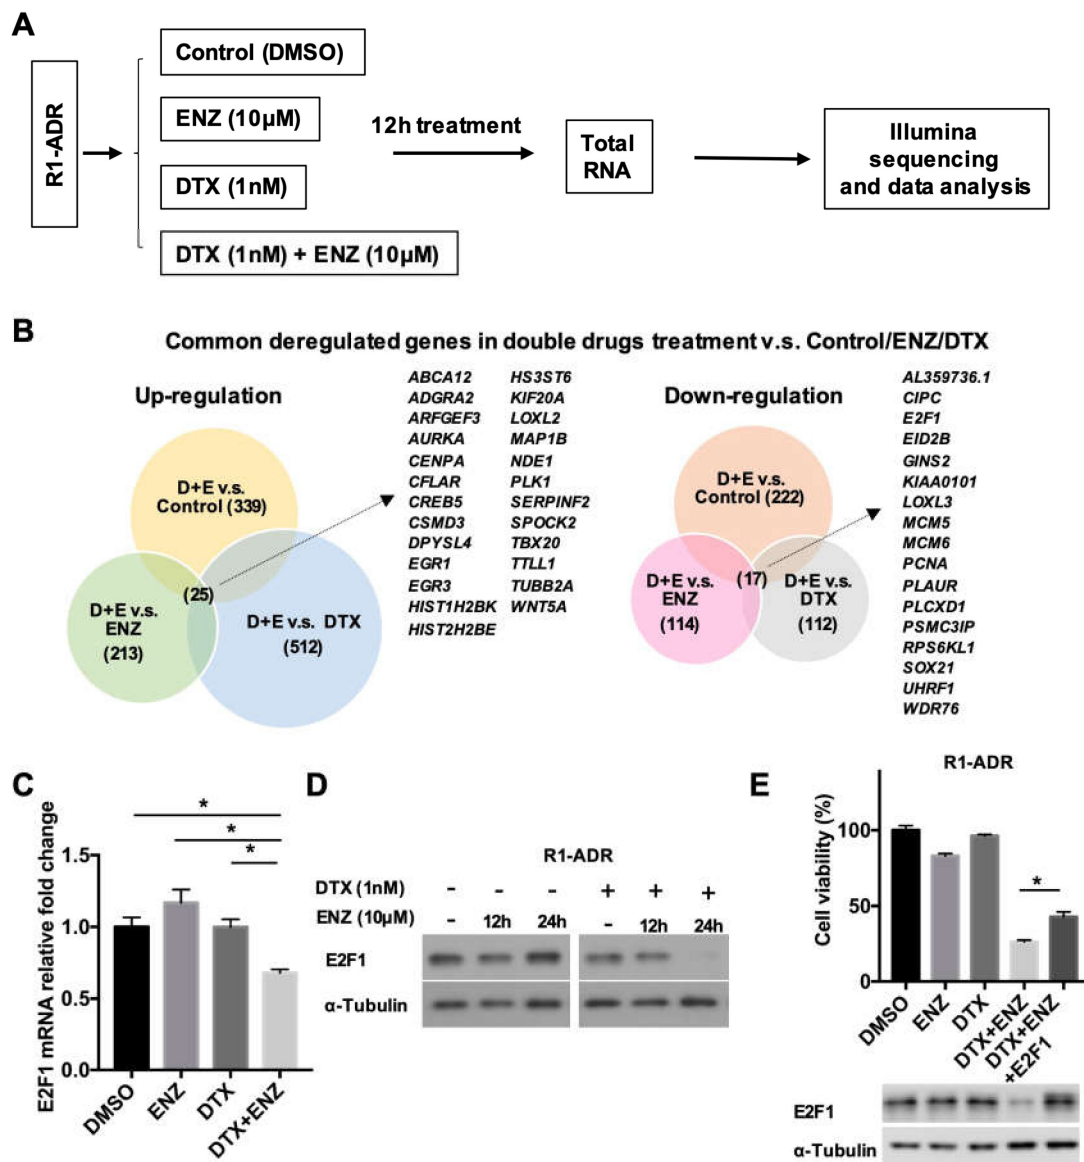 A
R1-ADR
Control (DMSO)
ENZ (10µM)
DTX (1nM)
DTX (1nM) + ENZ (10µM)
12h treatment
Total
RNA
Illumina
sequencing
and data analysis
B
Common deregulated genes in double drugs treatment v.s. Control/ENZ/DTX
Up-regulation
D+E v.s.
Control (339)
(25)
D+E v.s.
ENZ
(213)
D+E v.s. DTX
(512)
ABCA12 HS3ST6
ADGRA2 KIF20A
ARFGEF3 LOXL2
AURKA MAP1B
CENPA NDE1
CFLAR PLK1
CREB5 SERPINF2
CSMD3 SPOCK2
DPYSL4 TBX20
EGR1 TTLL1
EGR3 TUBB2A
HIST1H2BK WNT5A
HIST2H2BE
Down-regulation
D+E v.s.
Control (222)
(17)
D+E v.s.
ENZ
(114)
D+E v.s.
DTX
(112)
AL359736.1
CIPC
E2F1
EID2B
GINS2
KIAA0101
LOXL3
MCM5
MCM6
PCNA
PLAUR
PLCXD1
PSMC3IP
RPS6KL1
SOX21
UHRF1
WDR76
C
E2F1 mRNA relative fold change
1.5
1.0
0.5
0.0
*
*
*
DMSO
ENZ
DTX
DTX+ENZ
D
R1-ADR
DTX (1nM) - - - + + +
ENZ (10µM) - 12h 24h - 12h 24h
E2F1
α-Tubulin
E
R1-ADR
Cell viability (%)
100
50
0
*
DMSO
ENZ
DTX
DTX+ENZ
DTX+ENZ
+E2F1
E2F1
α-Tubulin